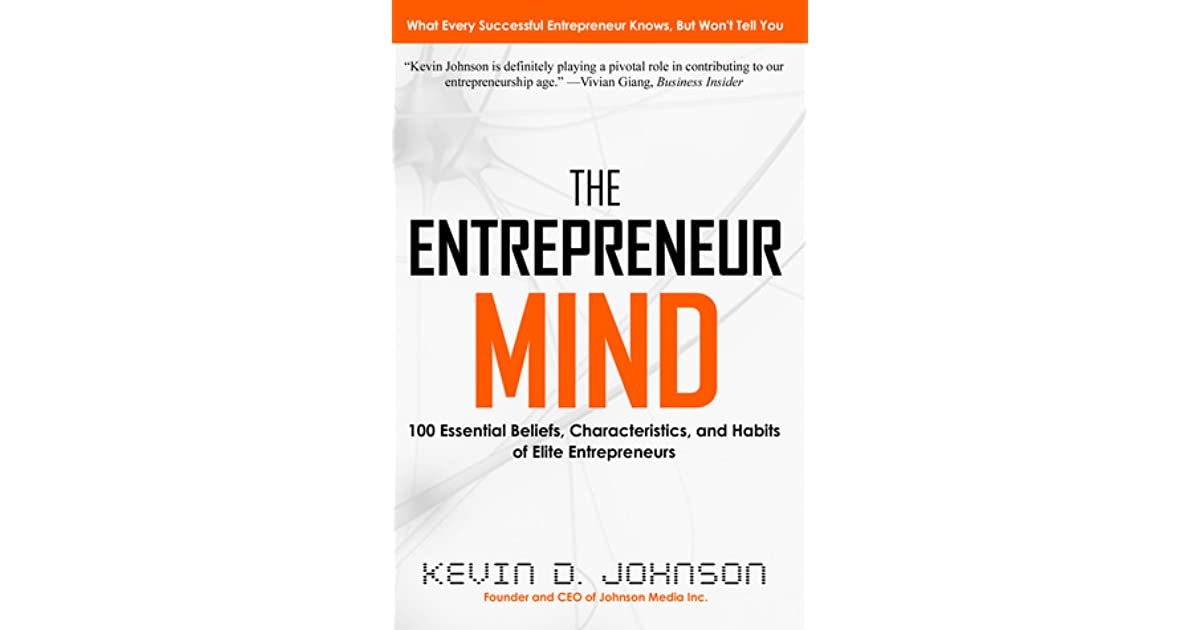 What Every Successful Entrepreneur Knows, But Won't Tell You
“Kevin Johnson is definitely playing a pivotal role in contributing to our
entrepreneurship age.” —Vivian Giang, Business Insider
THE
ENTREPRENEUR
MIND
100 Essential Beliefs, Characteristics, and Habits
of Elite Entrepreneurs
KEVIN D. JOHNSON
Founder and CEO of Johnson Media Inc.